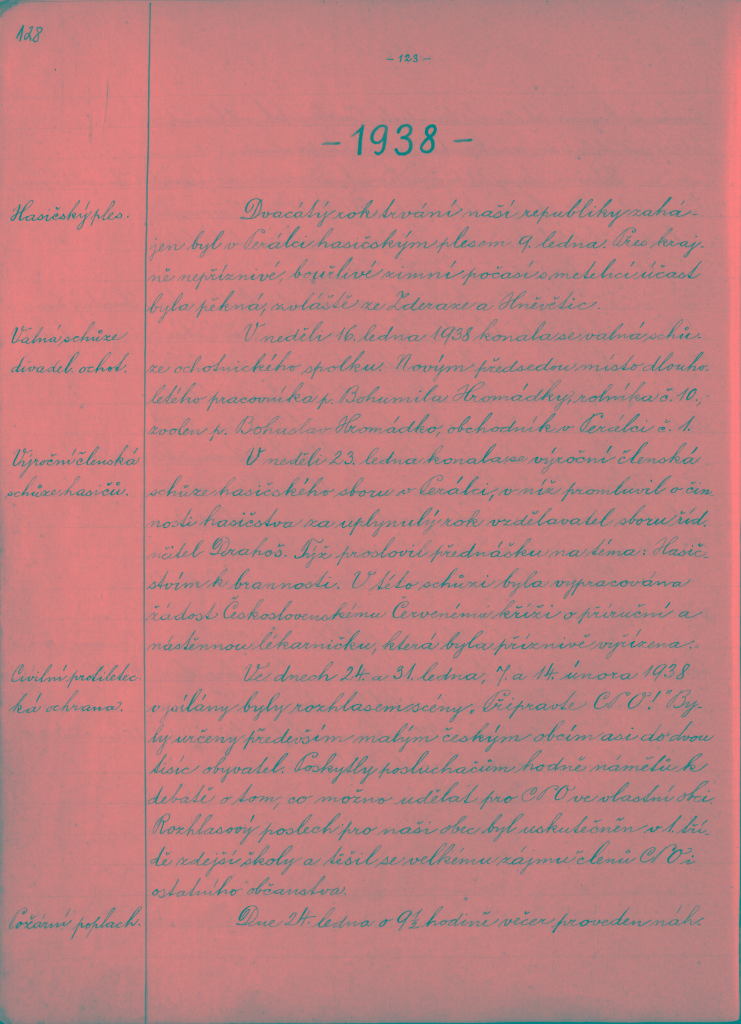 128
- 123 -
- 1938 -
Hasičský ples.
Dvacátý rok trvání naší republiky zahá-
jen byl v Perálci hasičským plesem 9. ledna. Přes kraj-
ně nepříznivé, bouřlivé zimní počasí s metelicí účast
byla pěkná, zvláště ze Zderaze a Hněvětic.
Valná schůze
divadel. ochot.
V neděli 16. ledna 1938 konala se valná schů-
ze ochotnického spolku. Novým předsedou místo dlouho-
letého pracovníka p. Bohumila Hromádky, rolníka č. 10.,
zvolen p. Bohuslav Hromádko, obchodník v Perálci č. 1.
Výroční členská
schůze hasičů.
V neděli 23. ledna konala se výroční členská
schůze hasičského sboru v Perálci, v níž promluvil o čin-
nosti hasičstva za uplynulý rok vzdělavatel sboru říd.
učitel Drahoš. Týž proslovil přednášku na téma: Hasič-
stvím k brannosti. V této schůzi byla vypracována
žádost Československému Červenému kříži o příruční a
nástěnnou lékarničku, která byla příznivě vyřízena.
Civilní protiletec-
ká ochrana.
Ve dnech 24. a 31. ledna, 7. a 14. února 1938
vysílány byly rozhlasem scény „Připravte CPO!" By-
ly určeny především malým českým obcím asi do dvou
tisíc obyvatel. Poskytly posluchačům hodně námětů k
debatě o tom, co možno udělat pro CPO ve vlastní obci.
Rozhlasový poslech pro naši obec byl uskutečněn v 1. tří-
dě zdejší školy a těšil se velkému zájmu členů CPO i
ostatního občanstva.
Požární poplach.
Dne 24. ledna o 9½ hodině večer proveden náh-